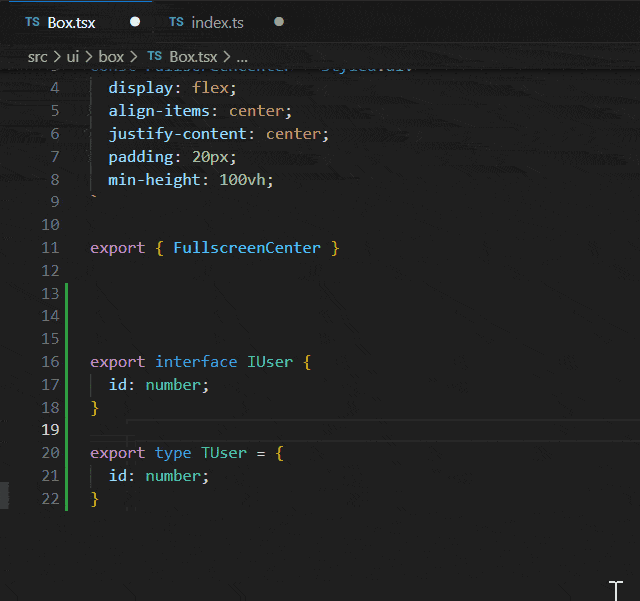 TS Box.tsx TS index.ts
src > ui > box > TS Box.tsx > ...
4 display: flex;
5 align-items: center;
6 justify-content: center;
7 padding: 20px;
8 min-height: 100vh;
9 `
10
11 export { FullscreenCenter }
12
13
14
15
16 export interface IUser {
17 id: number;
18 }
19
20 export type TUser = {
21 id: number;
22 }